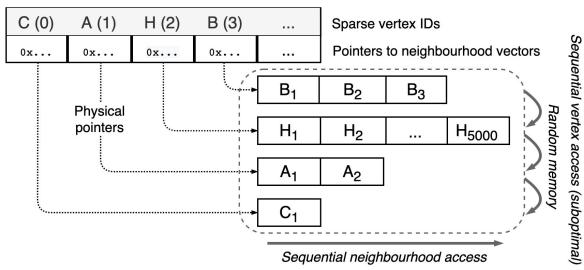 C (0) A (1) H (2) B (3) ... Sparse vertex IDs
0x... 0x... 0x... 0x... ... Pointers to neighbourhood vectors
Physical
pointers
B1 B2 B3
H1 H2 ... H5000
A1 A2
C1
Sequential neighbourhood access
Random memory
Sequential vertex access (suboptimal)